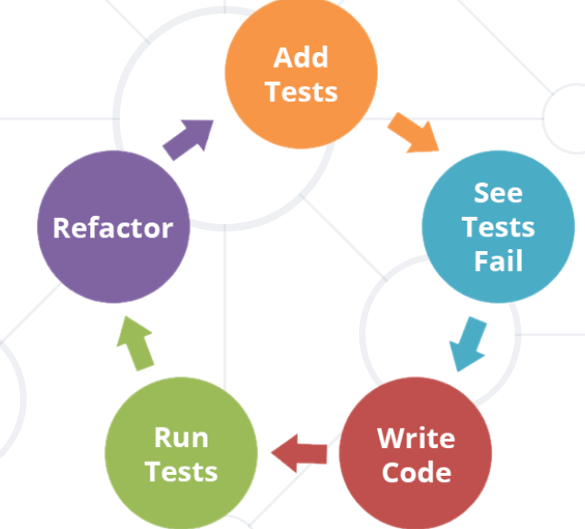 Add
Tests
See
Tests
Fail
Write
Code
Run
Tests
Refactor